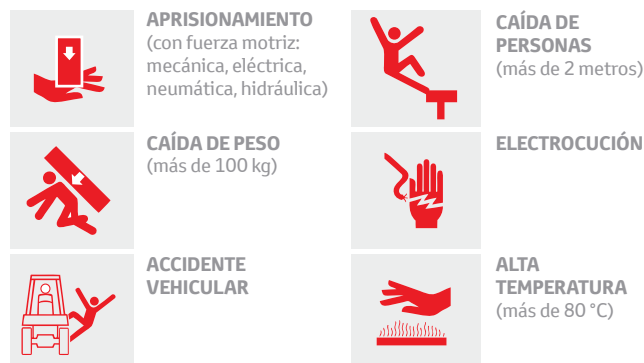 APRISIONAMIENTO
(con fuerza motriz:
mecánica, eléctrica,
neumática, hidráulica)
CAÍDA DE
PERSONAS
(más de 2 metros)
CAÍDA DE PESO
(más de 100 kg)
ELECTROCUCIÓN
ACCIDENTE
VEHICULAR
ALTA
TEMPERATURA
(más de 80 °C)